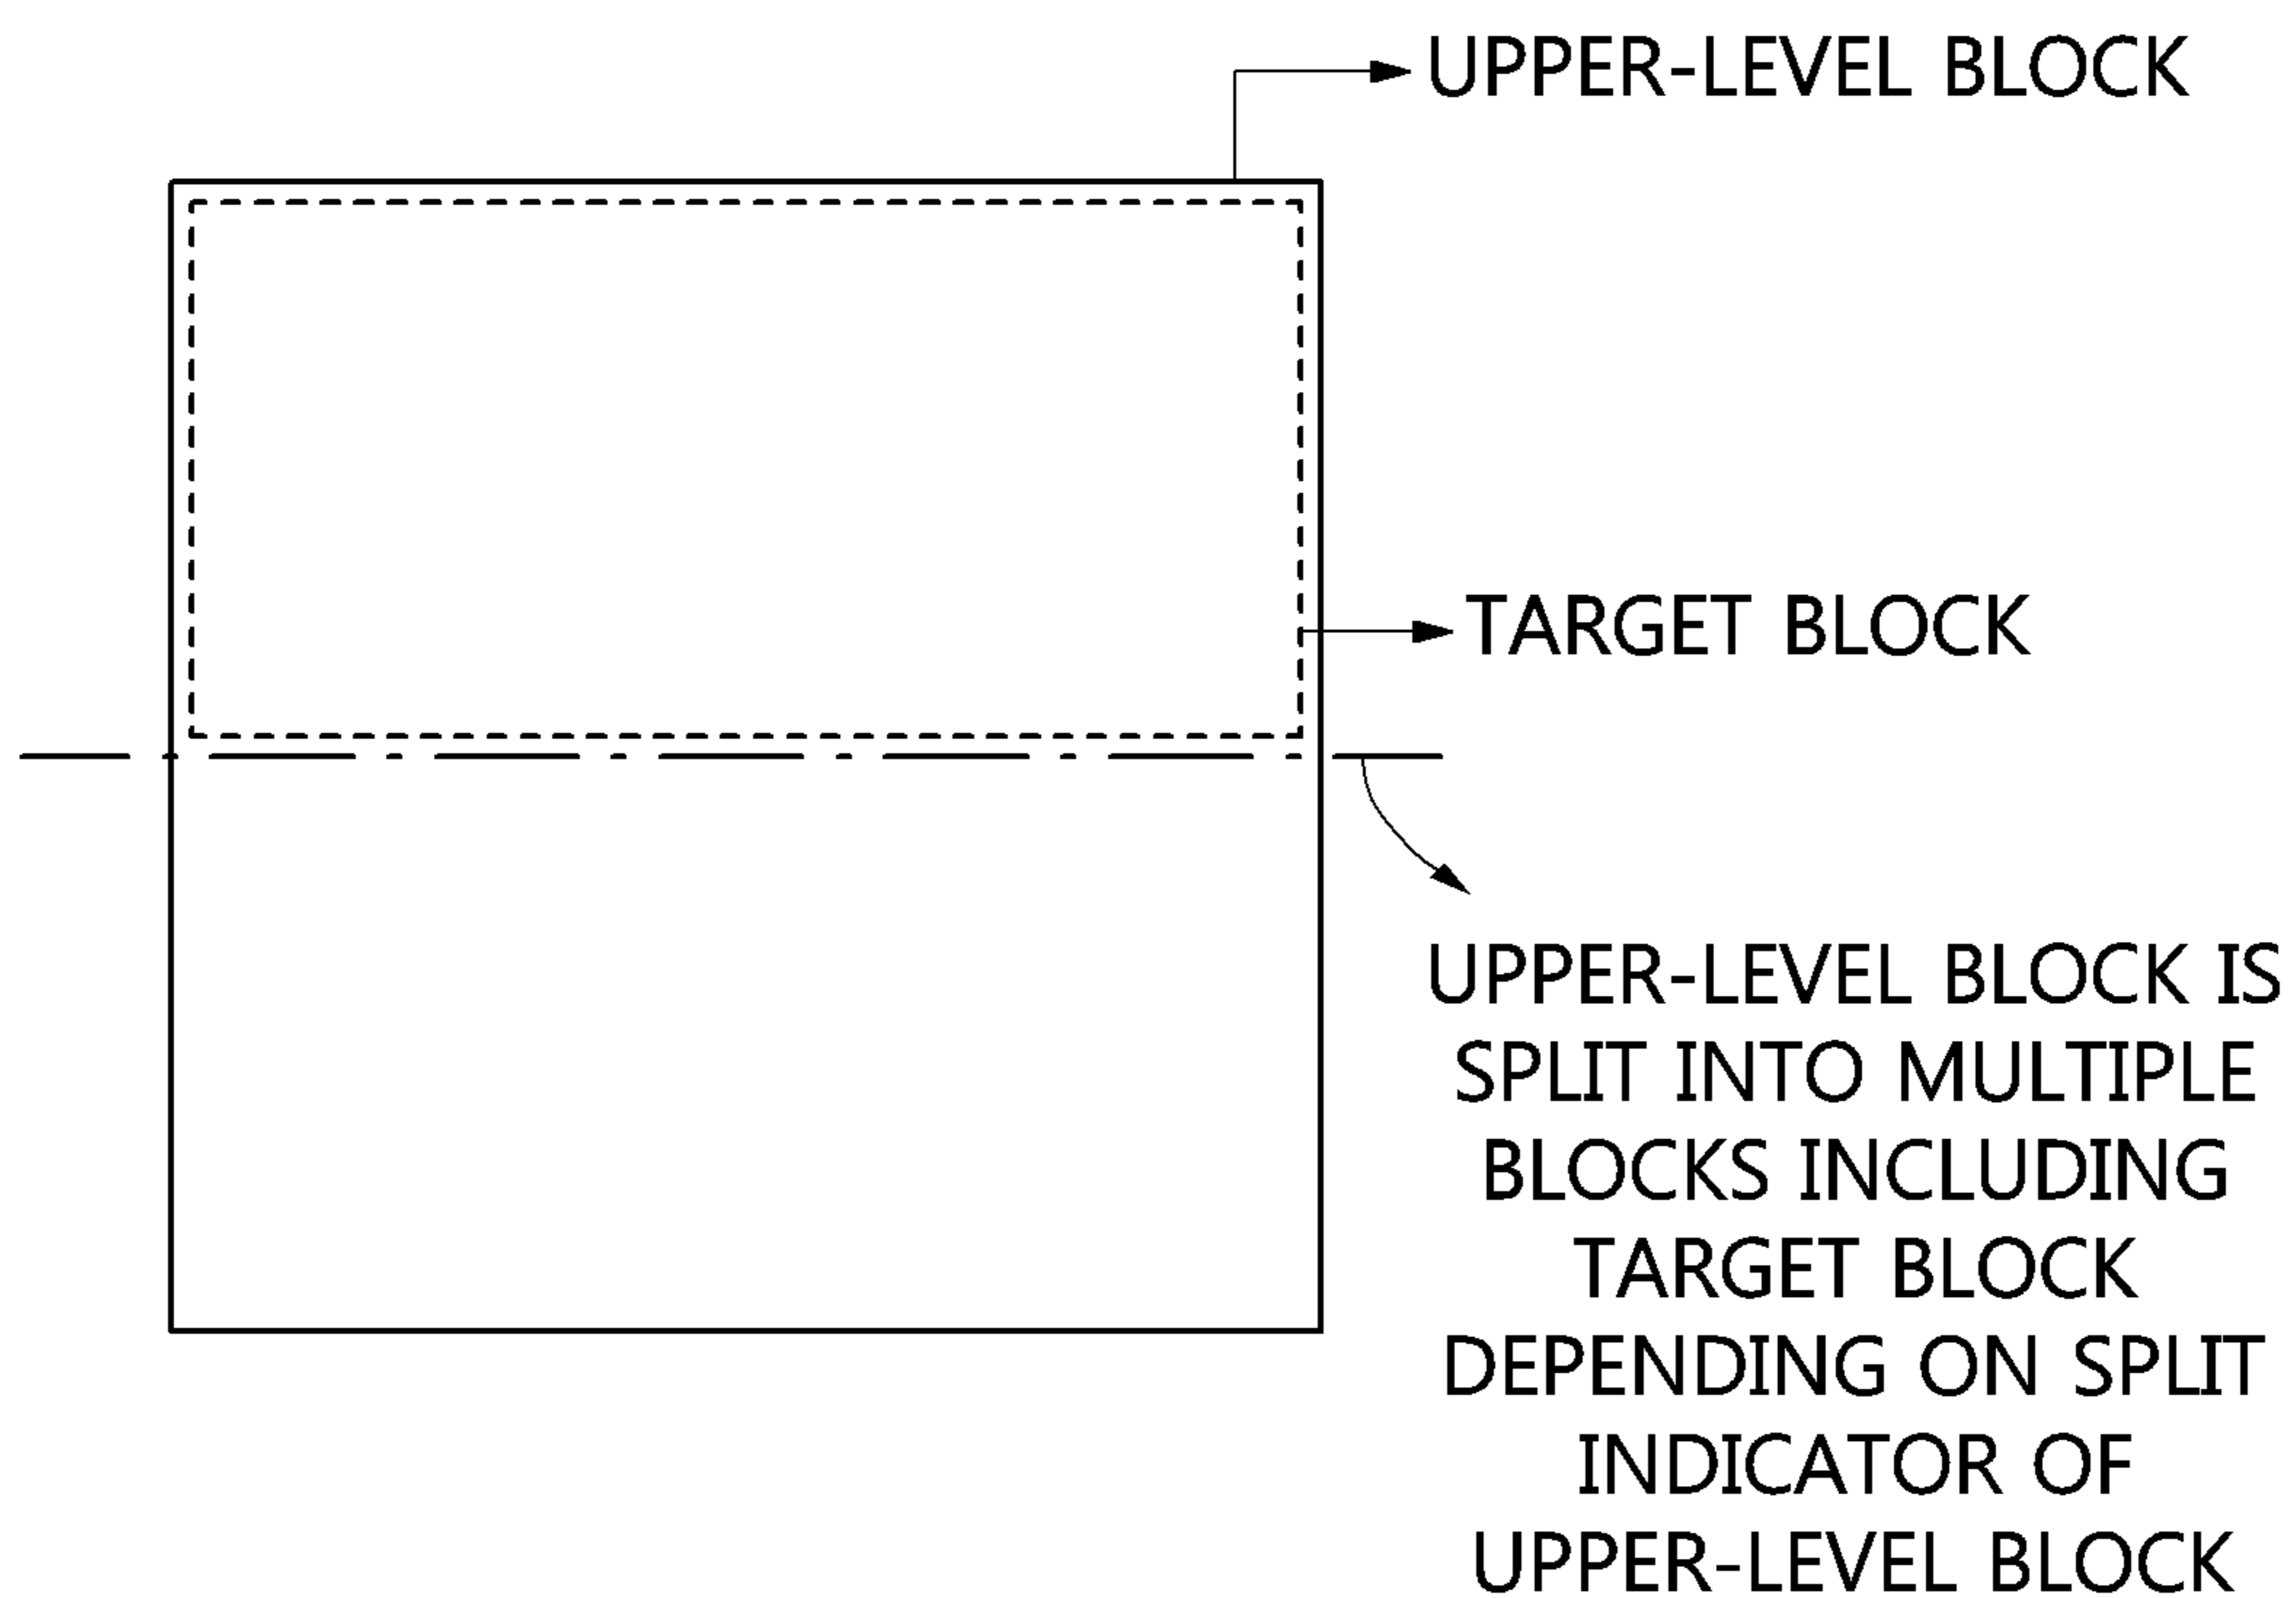 UPPER-LEVEL BLOCK
TARGET BLOCK
UPPER-LEVEL BLOCK IS
SPLIT INTO MULTIPLE
BLOCKS INCLUDING
TARGET BLOCK
DEPENDING ON SPLIT
INDICATOR OF
UPPER-LEVEL BLOCK